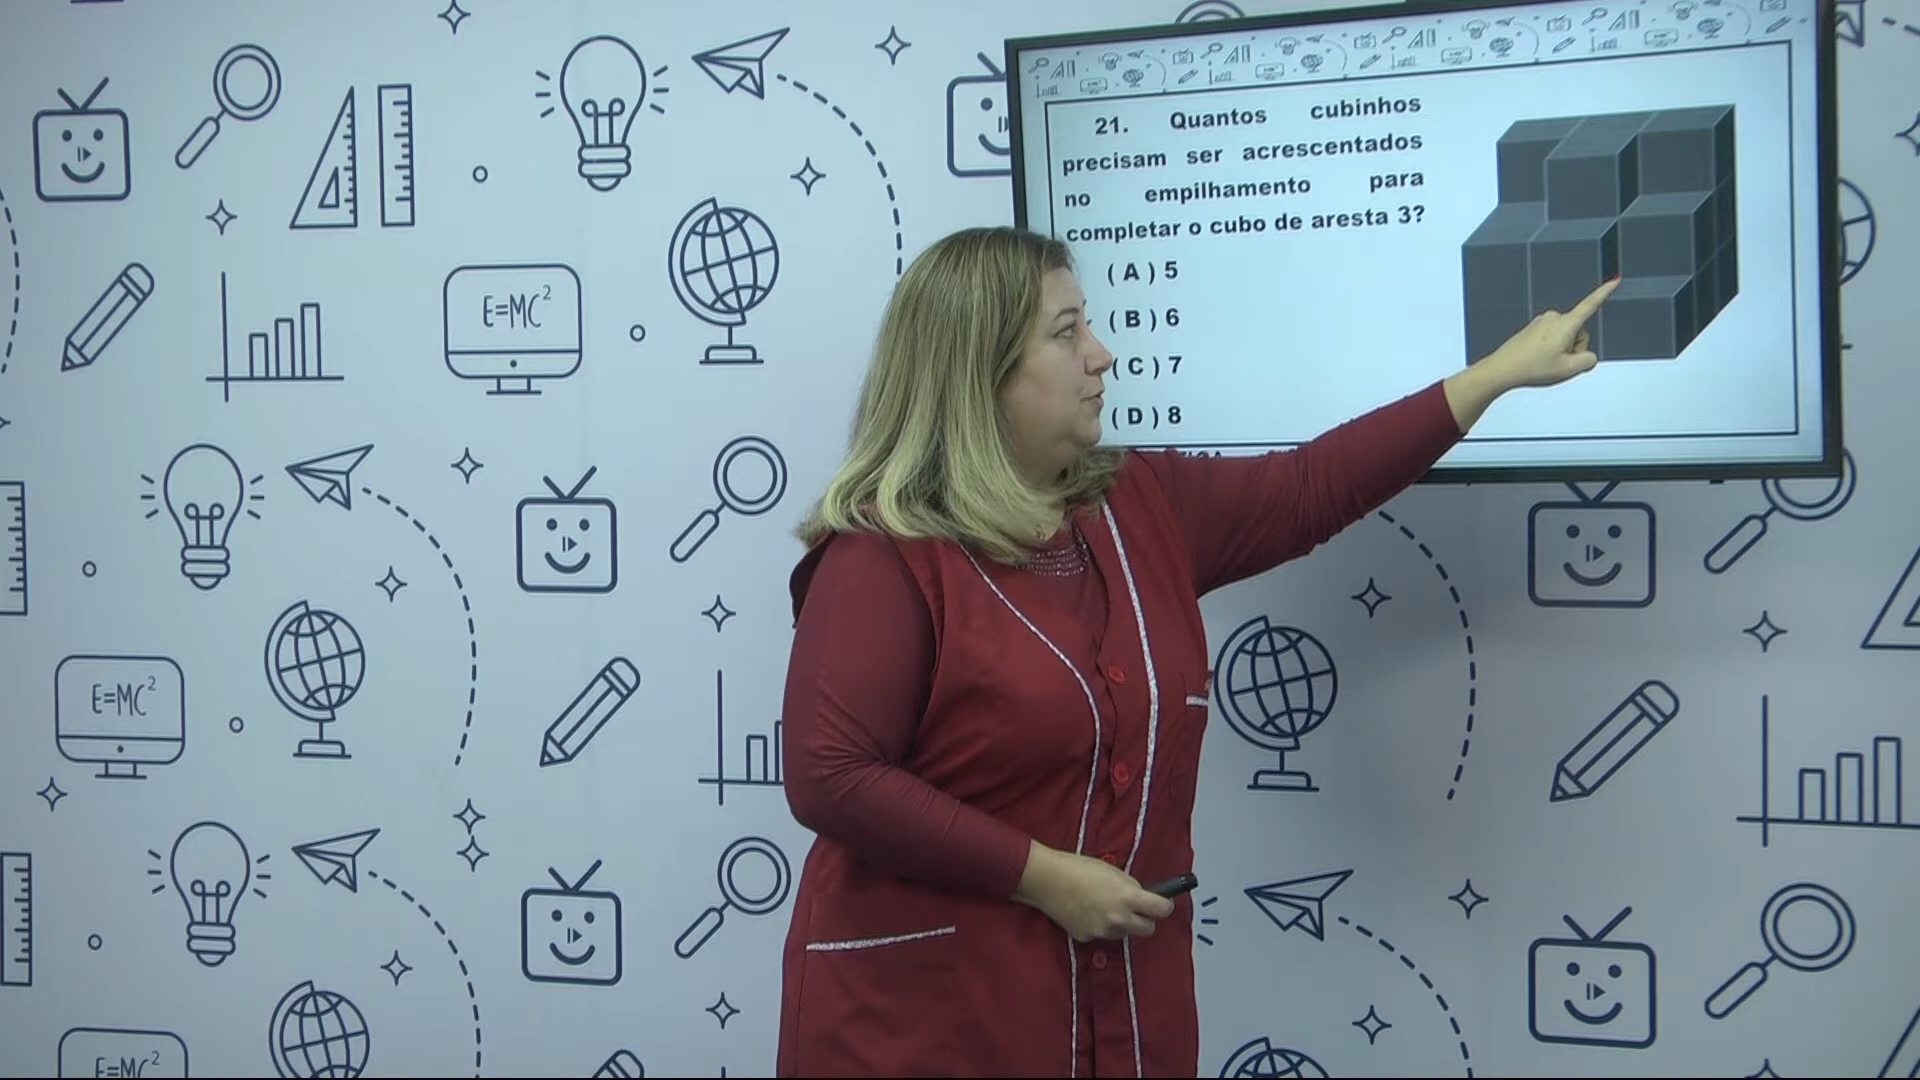 21. Quantos cubinhos
precisam ser acrescentados
no empilhamento para
completar o cubo de aresta 3?
( A ) 5
( B ) 6
( C ) 7
( D ) 8
E=MC²
E=MC²
E=MC²